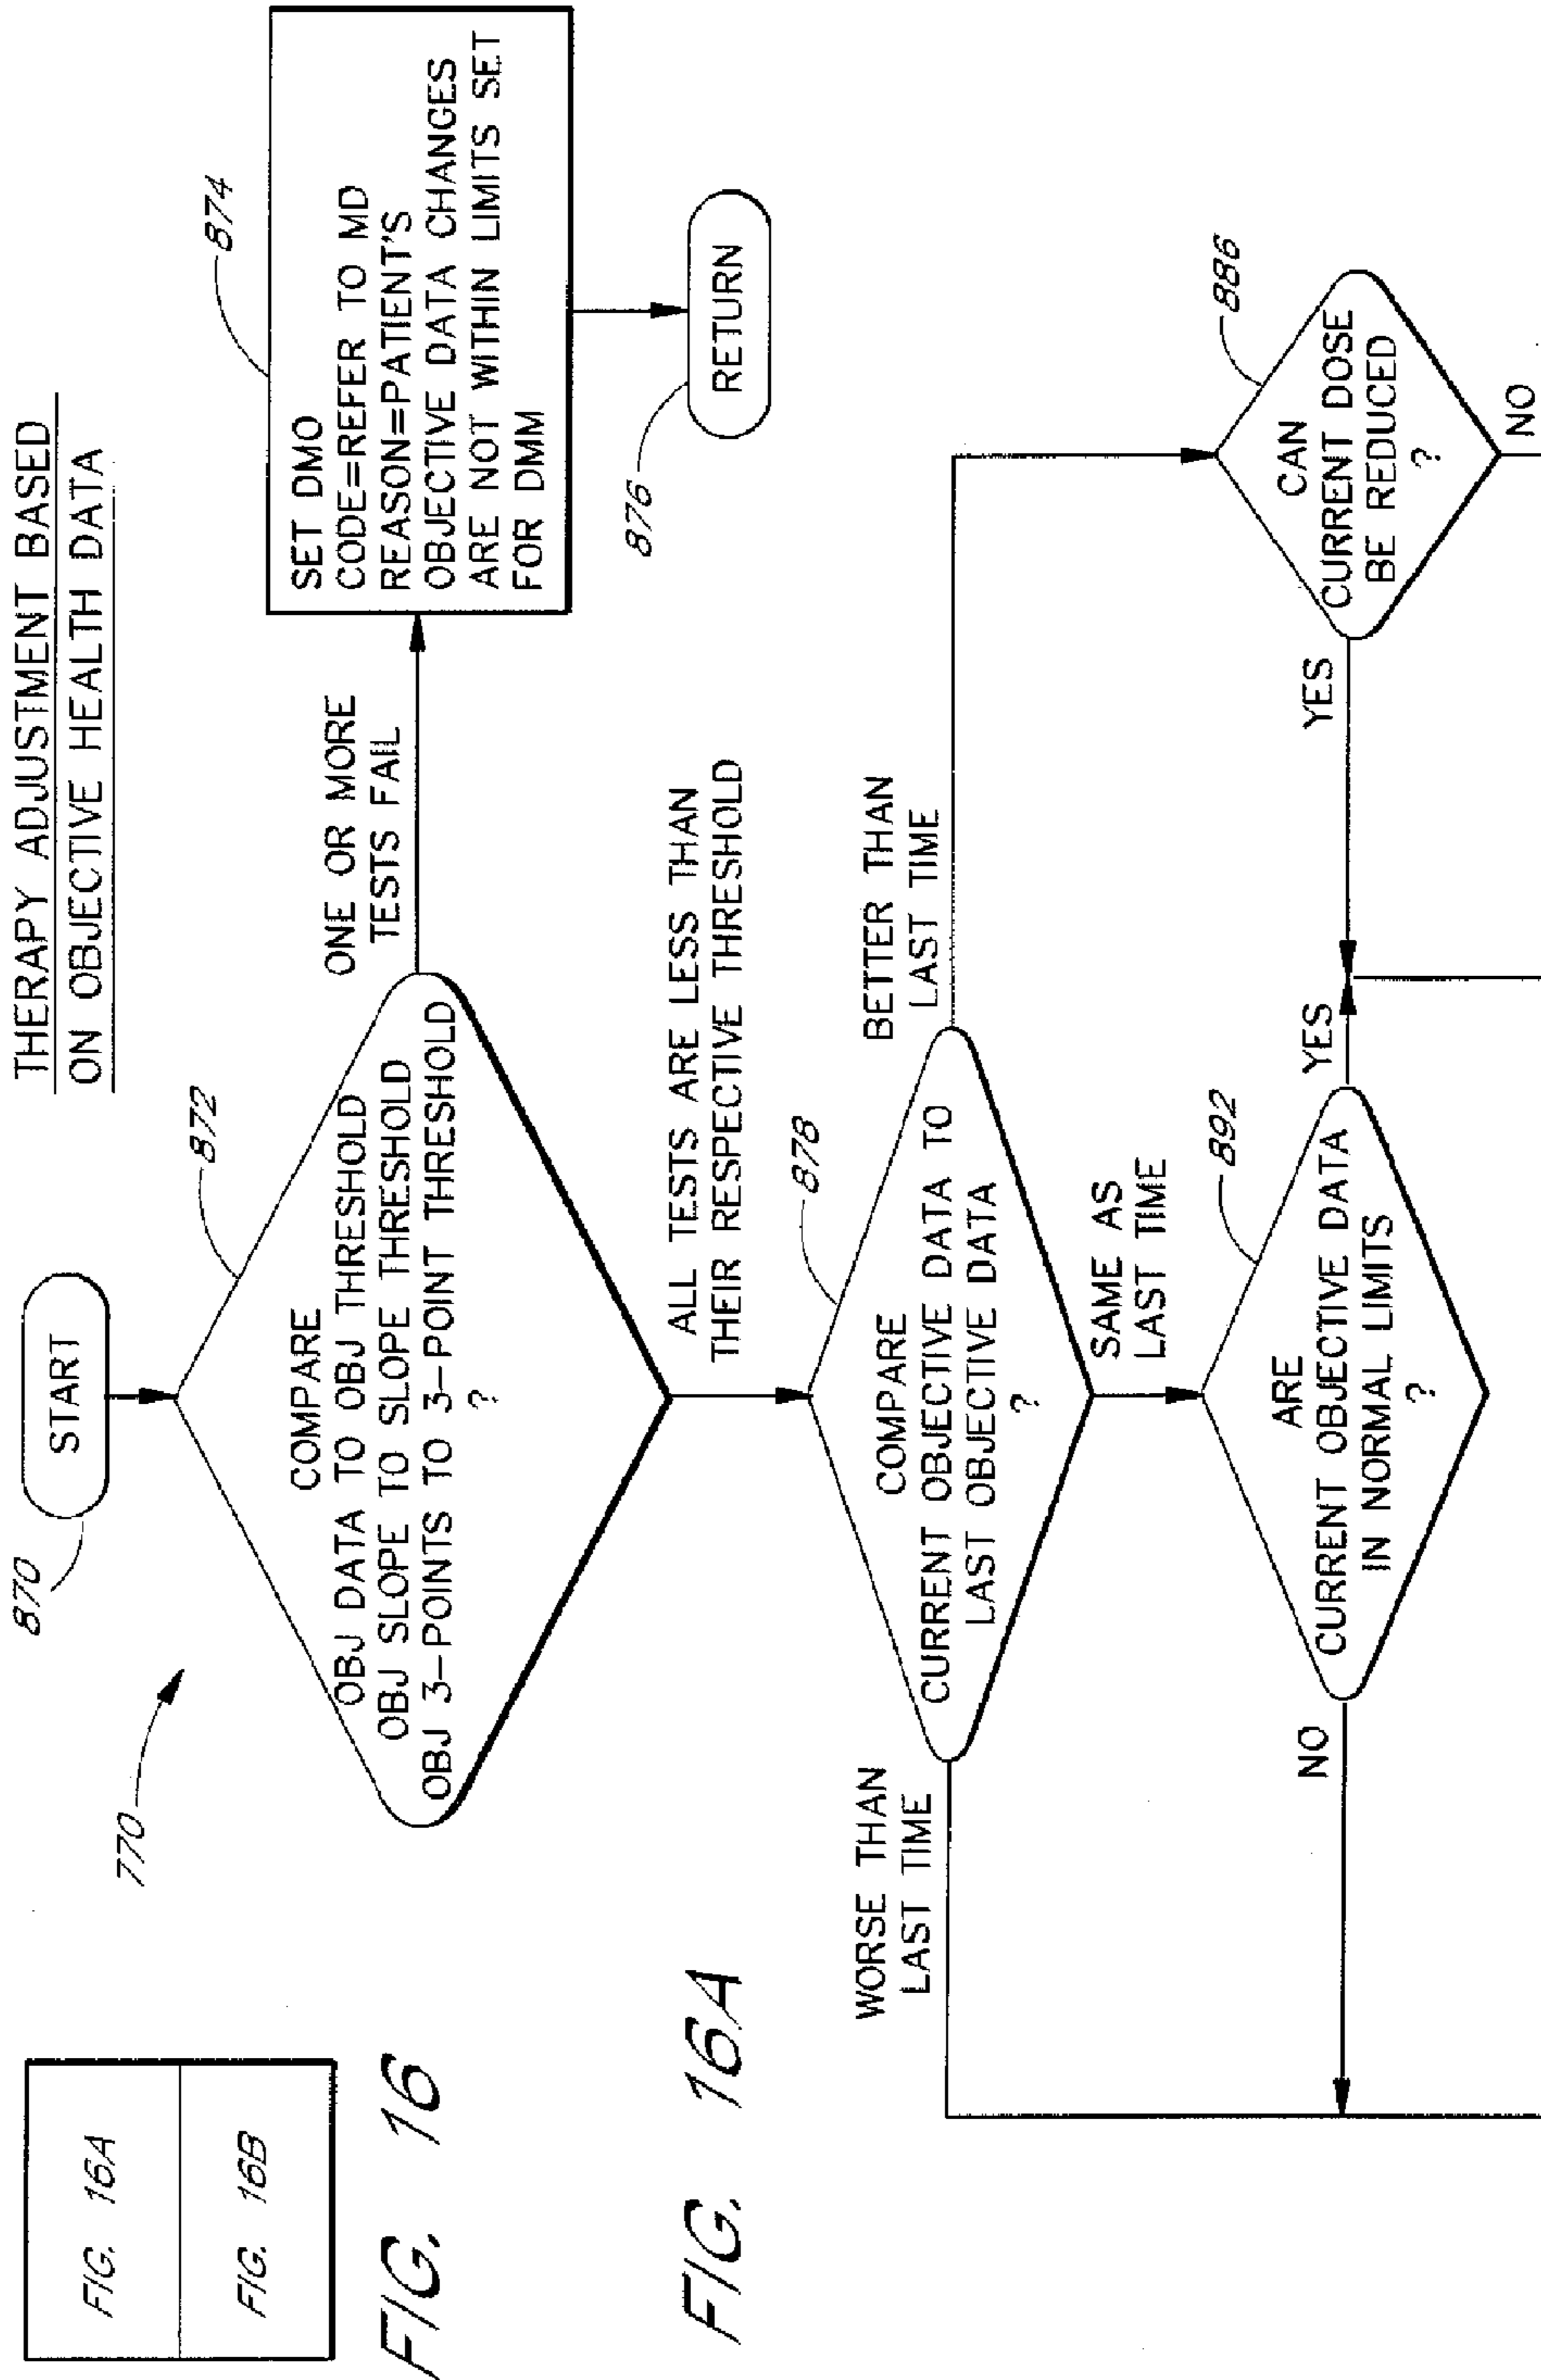 FIG. 16A
FIG. 16B
FIG. 16
FIG. 16A
THERAPY ADJUSTMENT BASED
ON OBJECTIVE HEALTH DATA
770
870
START
872
COMPARE
OBJ DATA TO OBJ THRESHOLD
OBJ SLOPE TO SLOPE THRESHOLD
OBJ 3-POINTS TO 3-POINT THRESHOLD
?
ONE OR MORE
TESTS FAIL
874
SET DMO
CODE=REFER TO MD
REASON=PATIENT'S
OBJECTIVE DATA CHANGES
ARE NOT WITHIN LIMITS SET
FOR DMM
876
RETURN
ALL TESTS ARE LESS THAN
THEIR RESPECTIVE THRESHOLD
878
COMPARE
CURRENT OBJECTIVE DATA TO
LAST OBJECTIVE DATA
?
WORSE THAN
LAST TIME
BETTER THAN
LAST TIME
SAME AS
LAST TIME
892
ARE
CURRENT OBJECTIVE DATA
IN NORMAL LIMITS
?
NO
YES
YES
886
CAN
CURRENT DOSE
BE REDUCED
?
NO